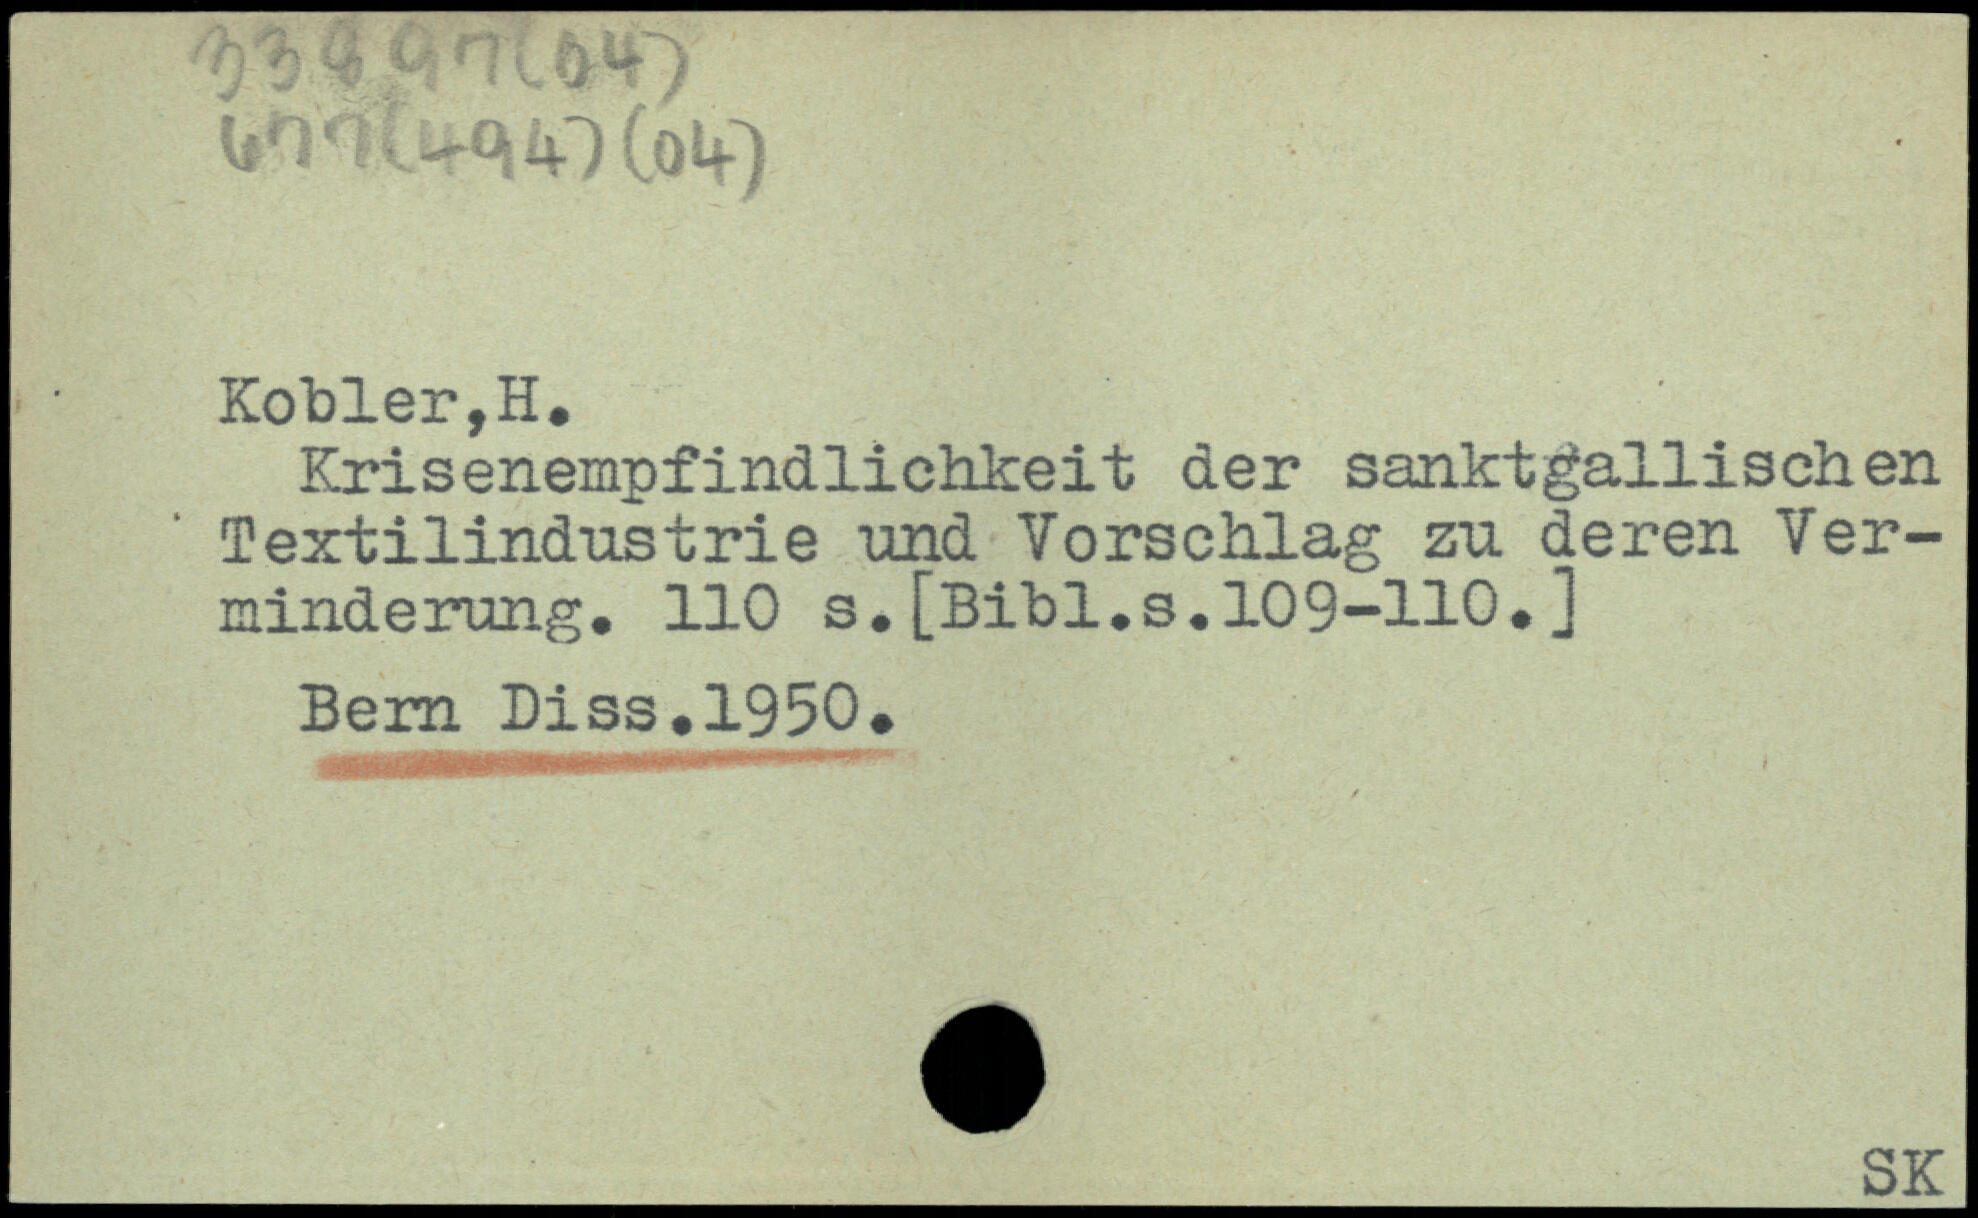 33897(04)
677(494)(04)
Kobler,H.
Krisenempfindlichkeit der sanktgallischen
Textilindustrie und Vorschlag zu deren Ver-
minderung. 110 s.[Bibl.s.109-110.]
Bern Diss.1950.
SK